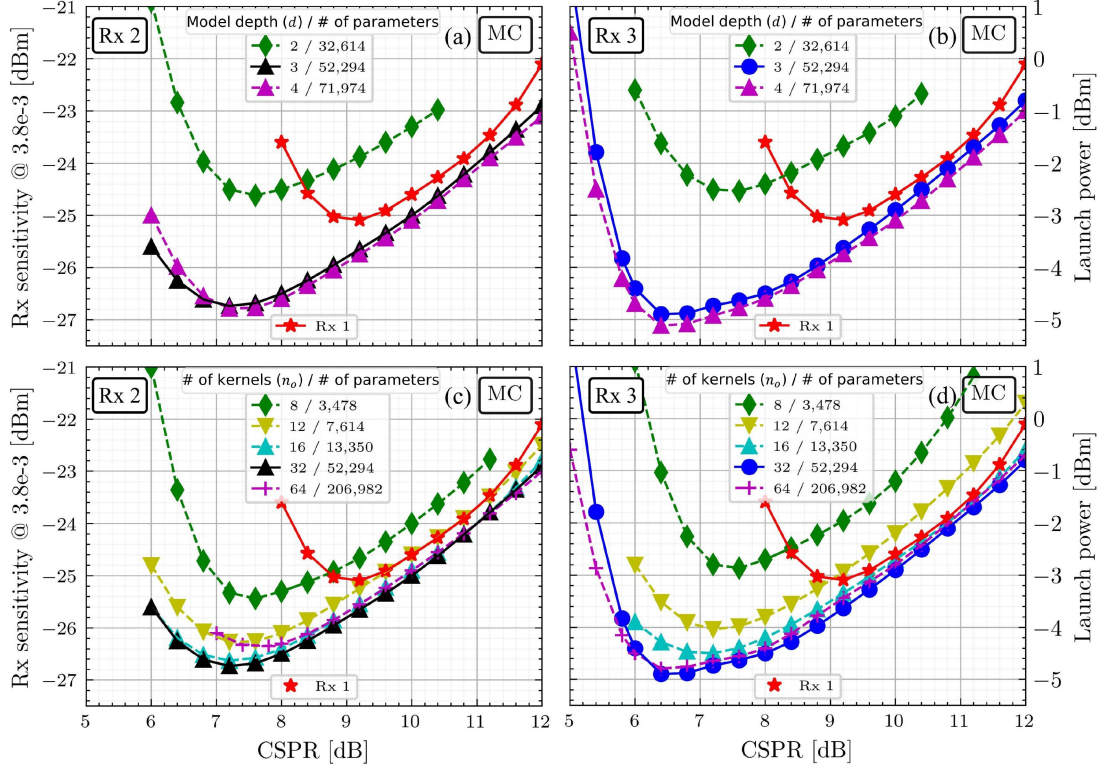 Rx 2
Model depth (d) / # of parameters
2 / 32,614
3 / 52,294
4 / 71,974
(a)
MC
Rx 1
−21
−22
−23
−24
−25
−26
−27
Rx sensitivity @ 3.8e-3 [dBm]
Rx 3
Model depth (d) / # of parameters
2 / 32,614
3 / 52,294
4 / 71,974
(b)
MC
Rx 1
1
0
−1
−2
−3
−4
−5
Launch power [dBm]
Rx 2
# of kernels (nₒ) / # of parameters
8 / 3,478
12 / 7,614
16 / 13,350
32 / 52,294
64 / 206,982
(c)
MC
Rx 1
−21
−22
−23
−24
−25
−26
−27
Rx sensitivity @ 3.8e-3 [dBm]
5 6 7 8 9 10 11 12
CSPR [dB]
Rx 3
# of kernels (nₒ) / # of parameters
8 / 3,478
12 / 7,614
16 / 13,350
32 / 52,294
64 / 206,982
(d)
MC
Rx 1
1
0
−1
−2
−3
−4
−5
Launch power [dBm]
5 6 7 8 9 10 11 12
CSPR [dB]